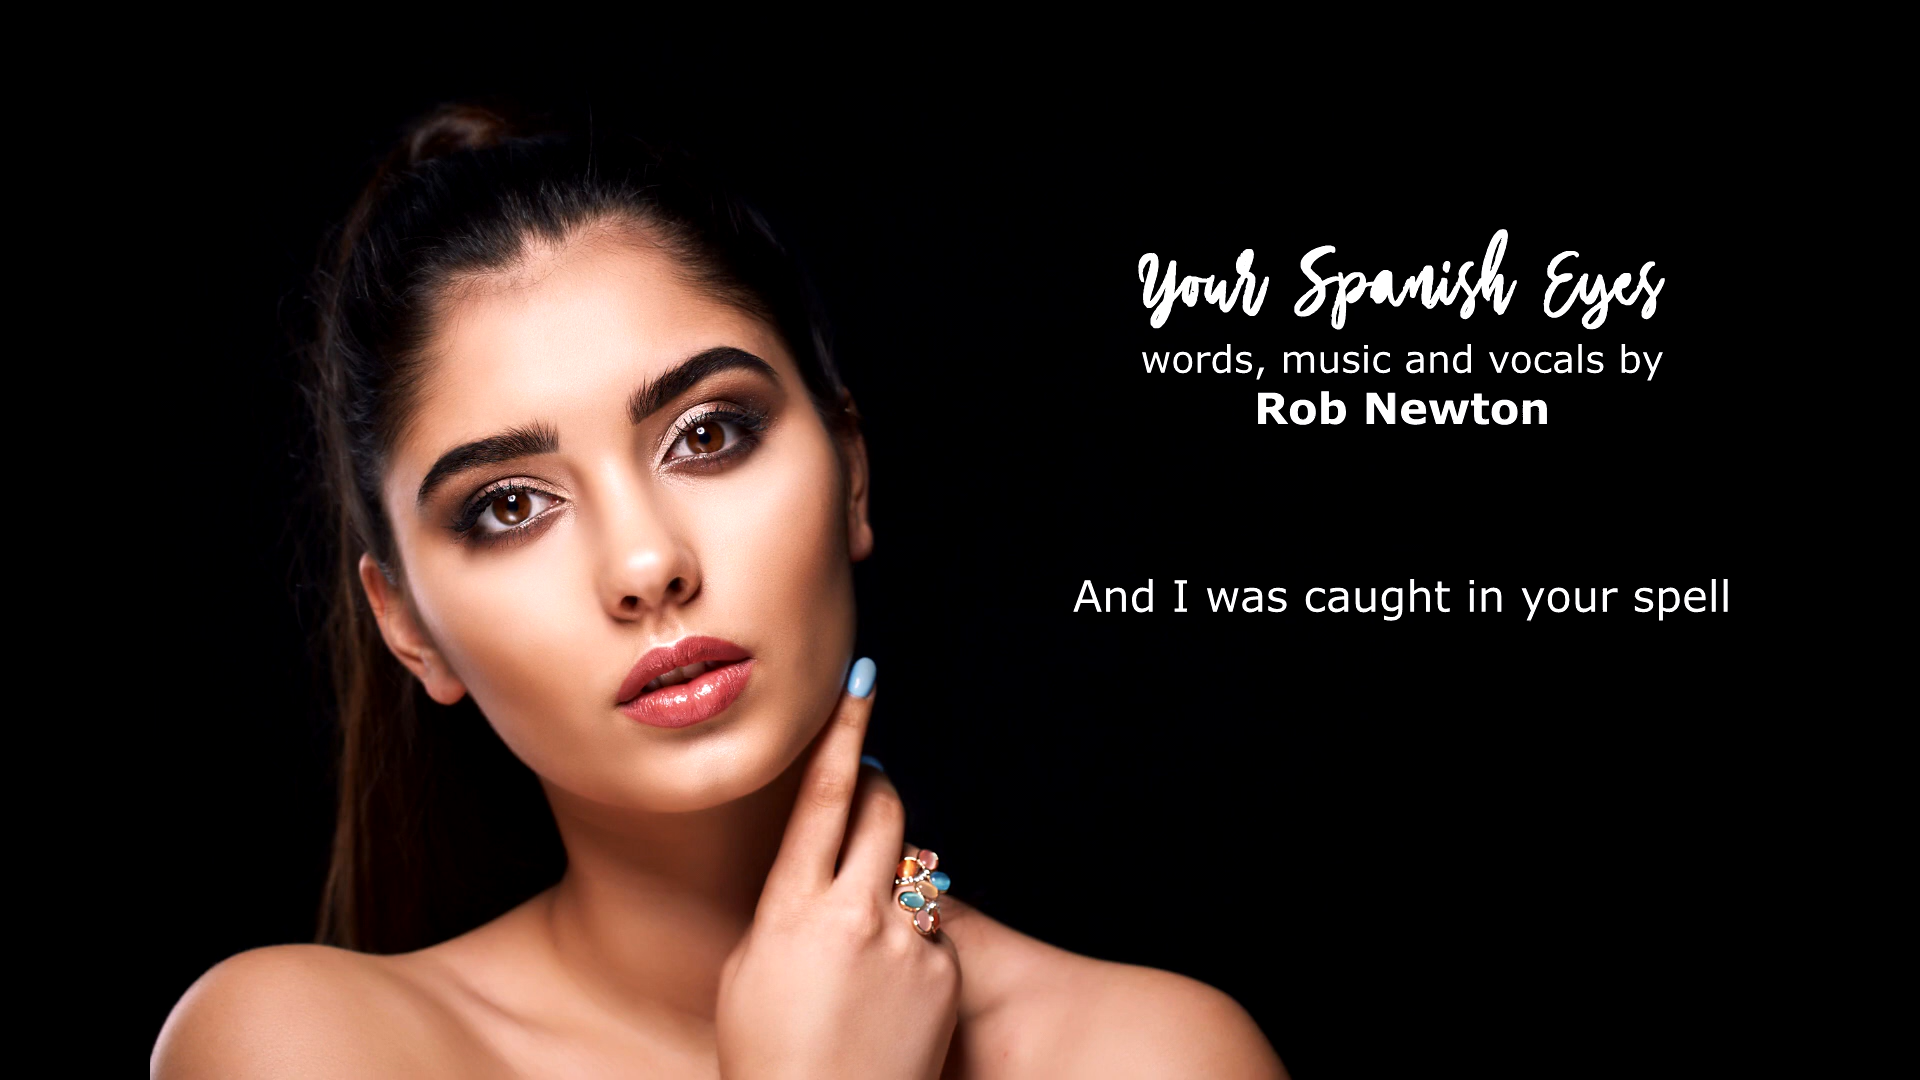 Your Spanish Eyes
words, music and vocals by
Rob Newton
And I was caught in your spell